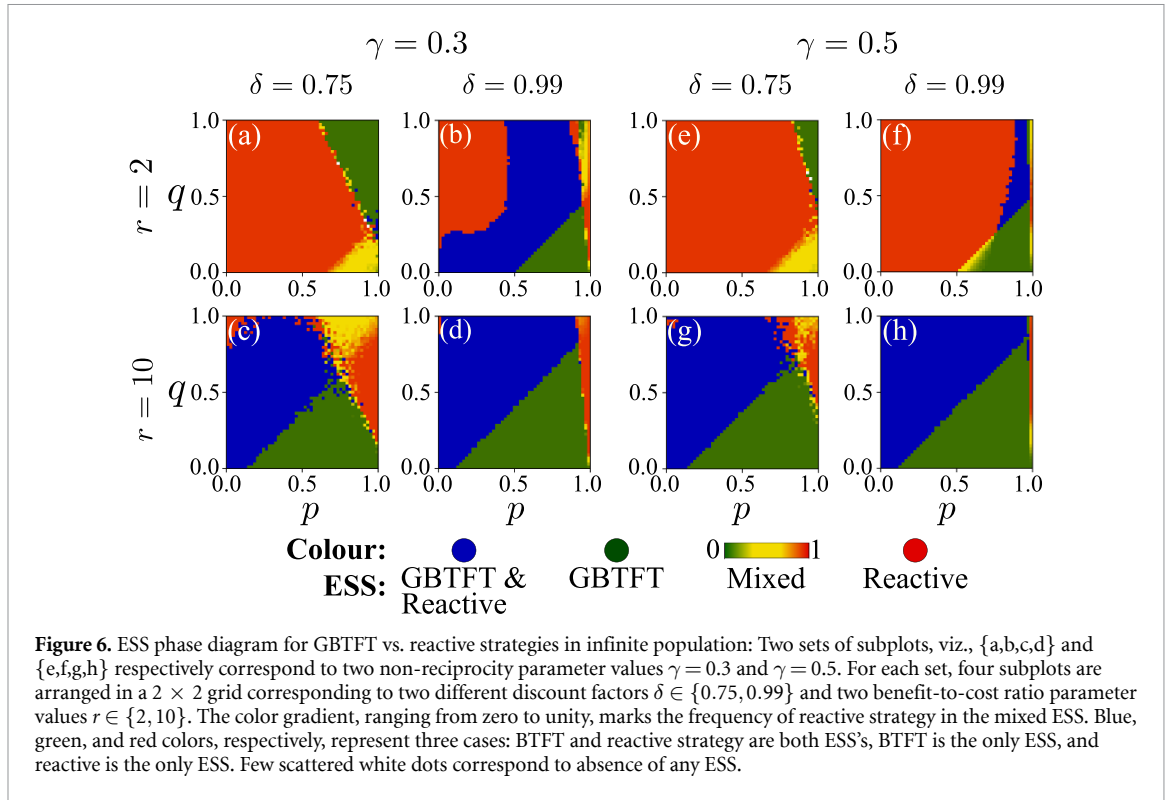 γ = 0.3 γ = 0.5
δ = 0.75 δ = 0.99 δ = 0.75 δ = 0.99
r = 2
q
1.0 0.5 0.0
(a) (b) (e) (f)
1.0 0.5 0.0
1.0 0.5 0.0
1.0 0.5 0.0
0.0 0.5 1.0 0.0 0.5 1.0 0.0 0.5 1.0 0.0 0.5 1.0
r = 10
q
1.0 0.5 0.0
(c) (d) (g) (h)
1.0 0.5 0.0
1.0 0.5 0.0
1.0 0.5 0.0
0.0 0.5 1.0 0.0 0.5 1.0 0.0 0.5 1.0 0.0 0.5 1.0
p p p p
Colour: 0 1
ESS: GBTFT & Reactive GBTFT Mixed Reactive
Figure 6. ESS phase diagram for GBTFT vs. reactive strategies in infinite population: Two sets of subplots, viz., {a,b,c,d} and
{e,f,g,h} respectively correspond to two non-reciprocity parameter values γ = 0.3 and γ = 0.5. For each set, four subplots are
arranged in a 2 × 2 grid corresponding to two different discount factors δ ∈ {0.75,0.99} and two benefit-to-cost ratio parameter
values r ∈ {2,10}. The color gradient, ranging from zero to unity, marks the frequency of reactive strategy in the mixed ESS. Blue,
green, and red colors, respectively, represent three cases: BTFT and reactive strategy are both ESS's, BTFT is the only ESS, and
reactive is the only ESS. Few scattered white dots correspond to absence of any ESS.